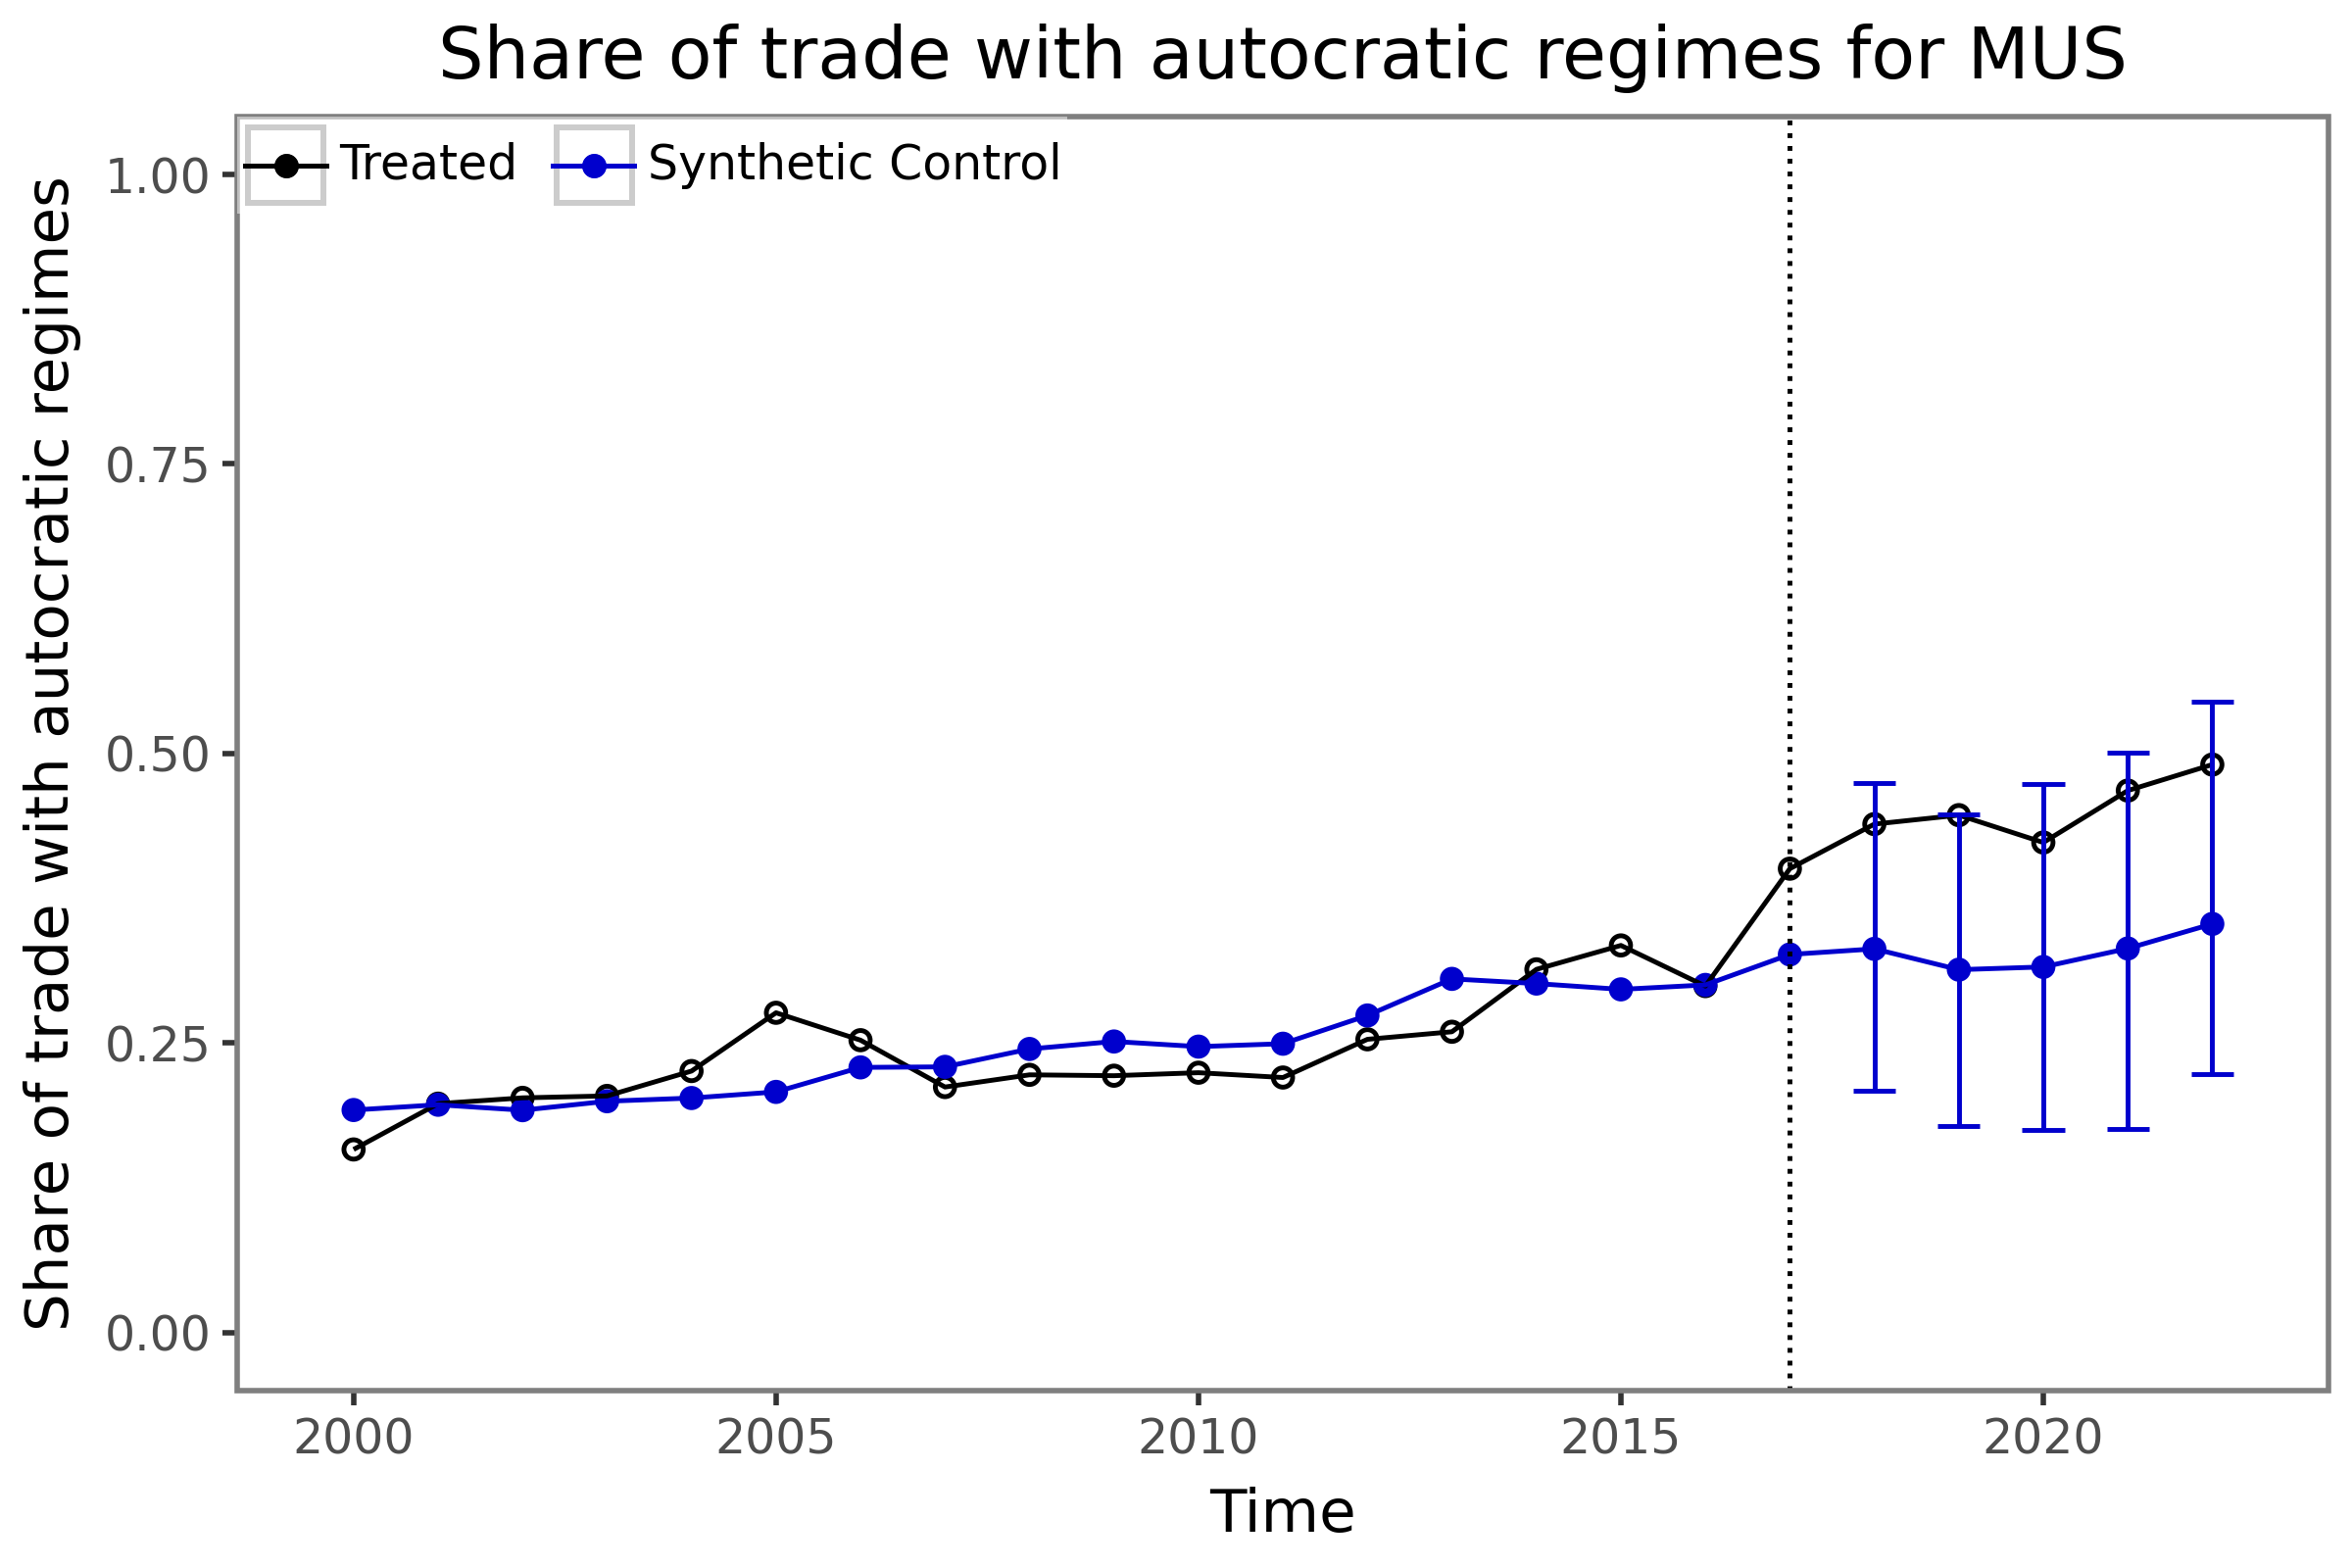 Share of trade with autocratic regimes for MUS
Treated
Synthetic Control
Share of trade with autocratic regimes
1.00
0.75
0.50
0.25
0.00
2000
2005
2010
2015
2020
Time